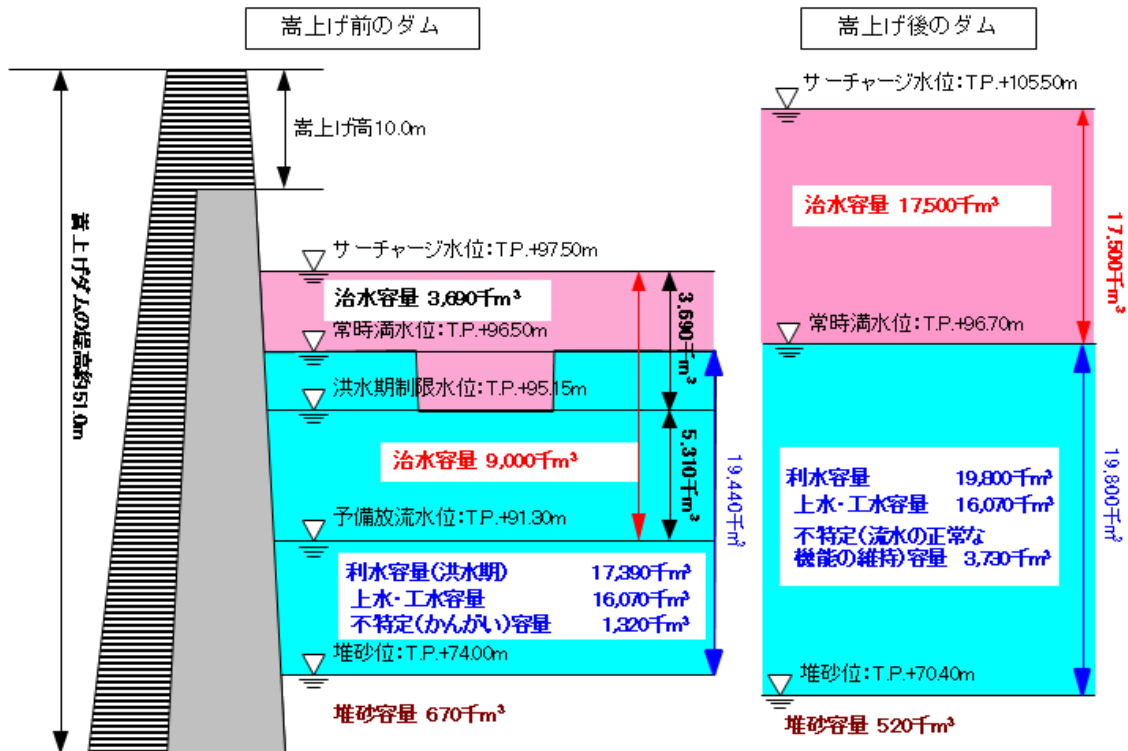 嵩上げ前のダム
嵩上げ高10.0m
嵩上げダムの堤高約51.0m
サーチャージ水位:T.P.+97.50m
治水容量 3,690千m³
常時満水位:T.P.+96.50m
洪水期制限水位:T.P.+95.15m
3,690千m³
治水容量 9,000千m³
5,310千m³
19,440千m³
予備放流水位:T.P.+91.30m
利水容量(洪水期) 17,390千m³
上水・工水容量 16,070千m³
不特定(かんがい)容量 1,320千m³
堆砂位:T.P.+74.00m
堆砂容量 670千m³
嵩上げ後のダム
サーチャージ水位:T.P.+105.50m
治水容量 17,500千m³
17,500千m³
常時満水位:T.P.+96.70m
利水容量 19,800千m³
上水・工水容量 16,070千m³
不特定(流水の正常な
機能の維持)容量 3,730千m³
19,800千m³
堆砂位:T.P.+70.40m
堆砂容量 520千m³